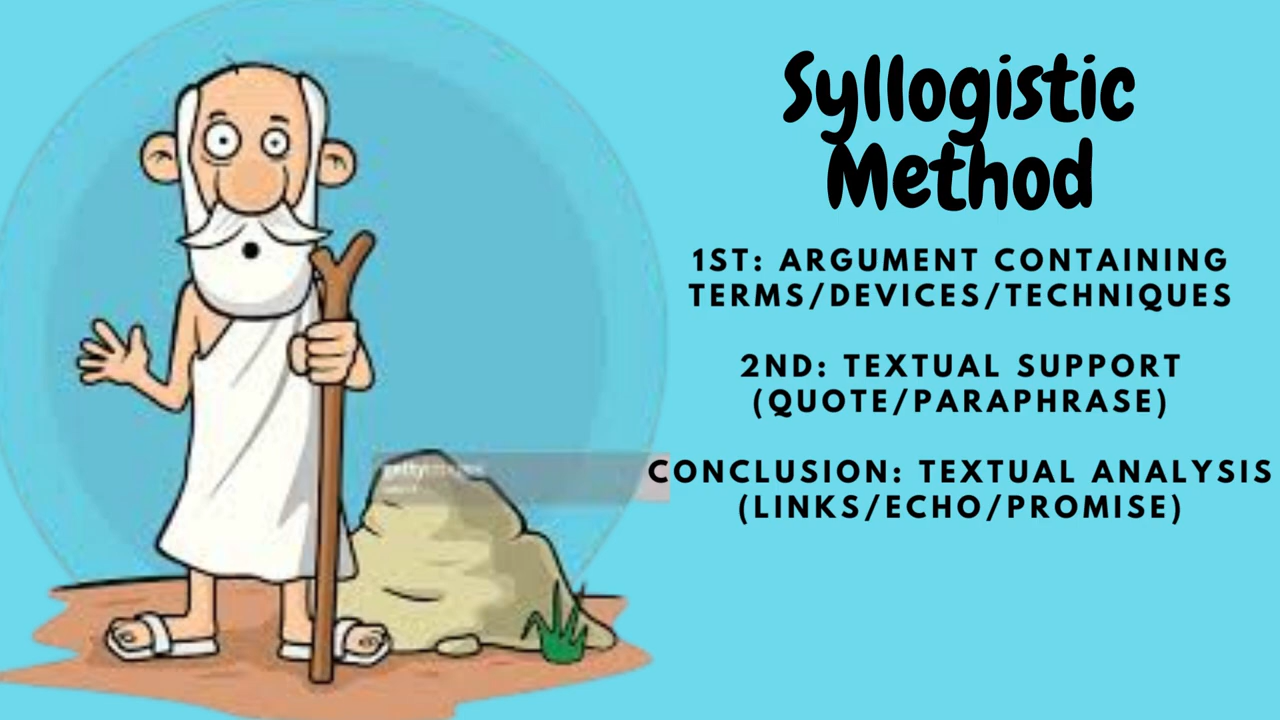 Syllogistic
Method
1ST: ARGUMENT CONTAINING
TERMS/DEVICES/TECHNIQUES
2ND: TEXTUAL SUPPORT
(QUOTE/PARAPHRASE)
CONCLUSION: TEXTUAL ANALYSIS
(LINKS/ECHO/PROMISE)
getty